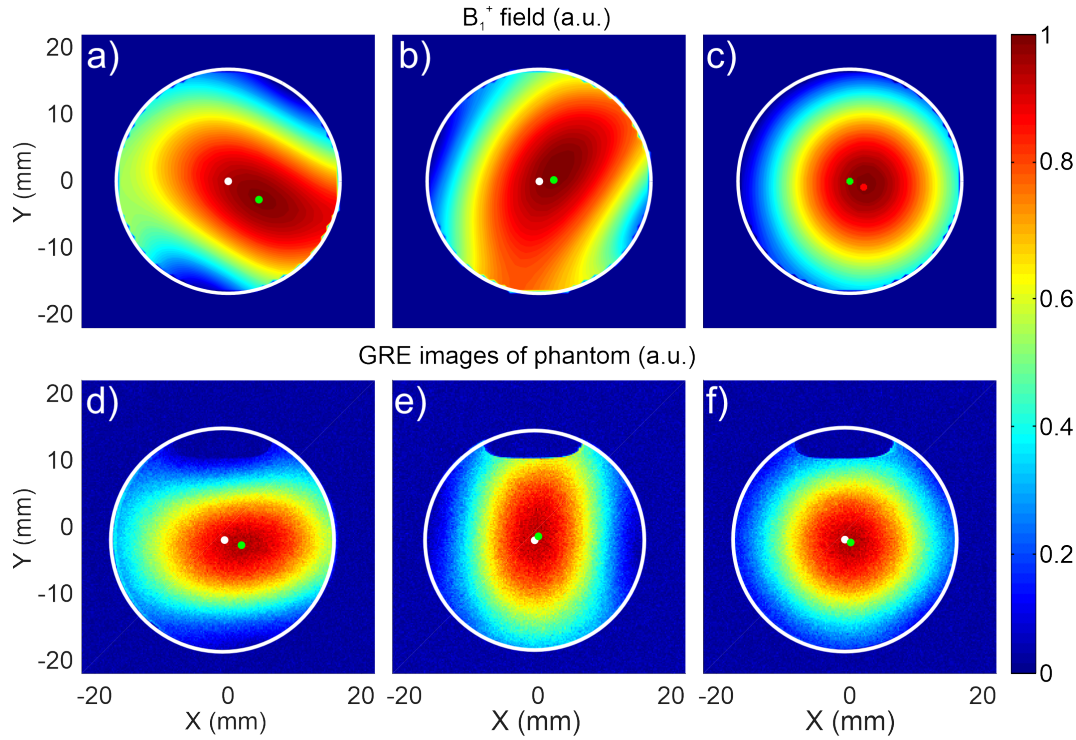 B₁⁺ field (a.u.)
a) b) c)
20
10
0
-10
-20
Y (mm)
1
0.8
0.6
0.4
0.2
0
GRE images of phantom (a.u.)
d) e) f)
20
10
0
-10
-20
Y (mm)
-20 0 20 0 20 0 20
X (mm) X (mm) X (mm)